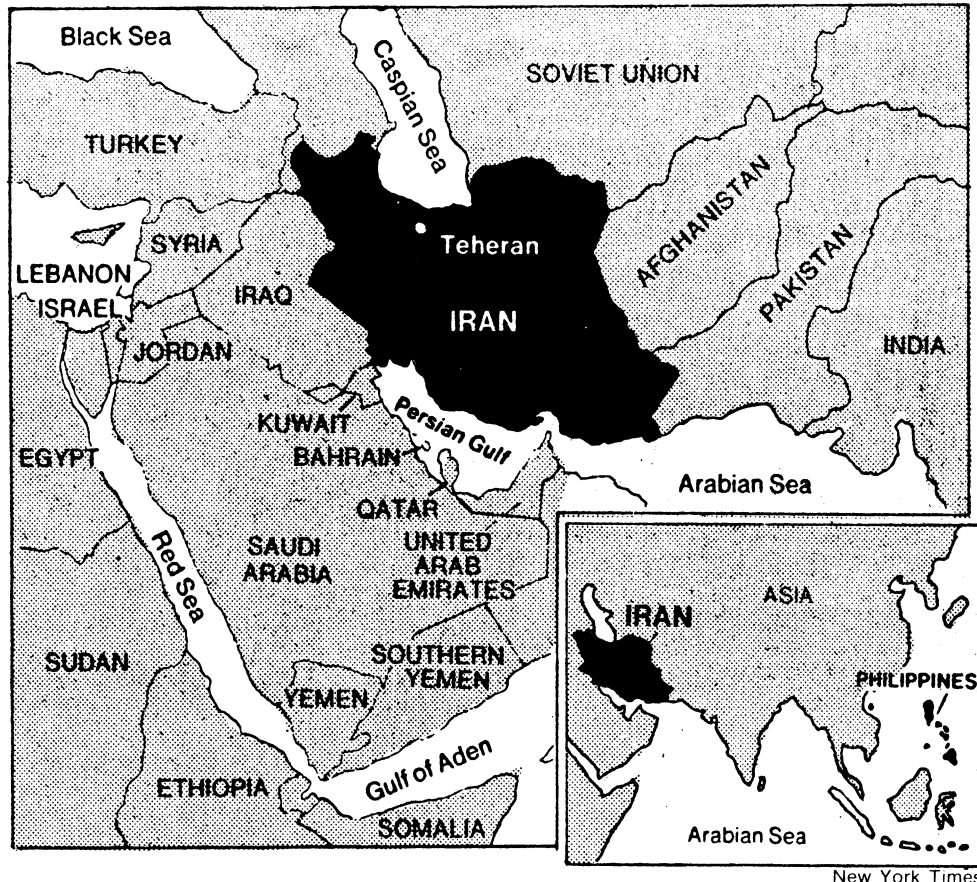 Black Sea
Caspian Sea
SOVIET UNION
TURKEY
SYRIA
LEBANON
ISRAEL
IRAQ
JORDAN
Teheran
IRAN
AFGHANISTAN
PAKISTAN
INDIA
KUWAIT
BAHRAIN
QATAR
Persian Gulf
EGYPT
Arabian Sea
Red Sea
SAUDI
ARABIA
UNITED
ARAB
EMIRATES
SUDAN
YEMEN
SOUTHERN
YEMEN
ETHIOPIA
Gulf of Aden
SOMALIA
ASIA
IRAN
PHILIPPINES
Arabian Sea
New York Times